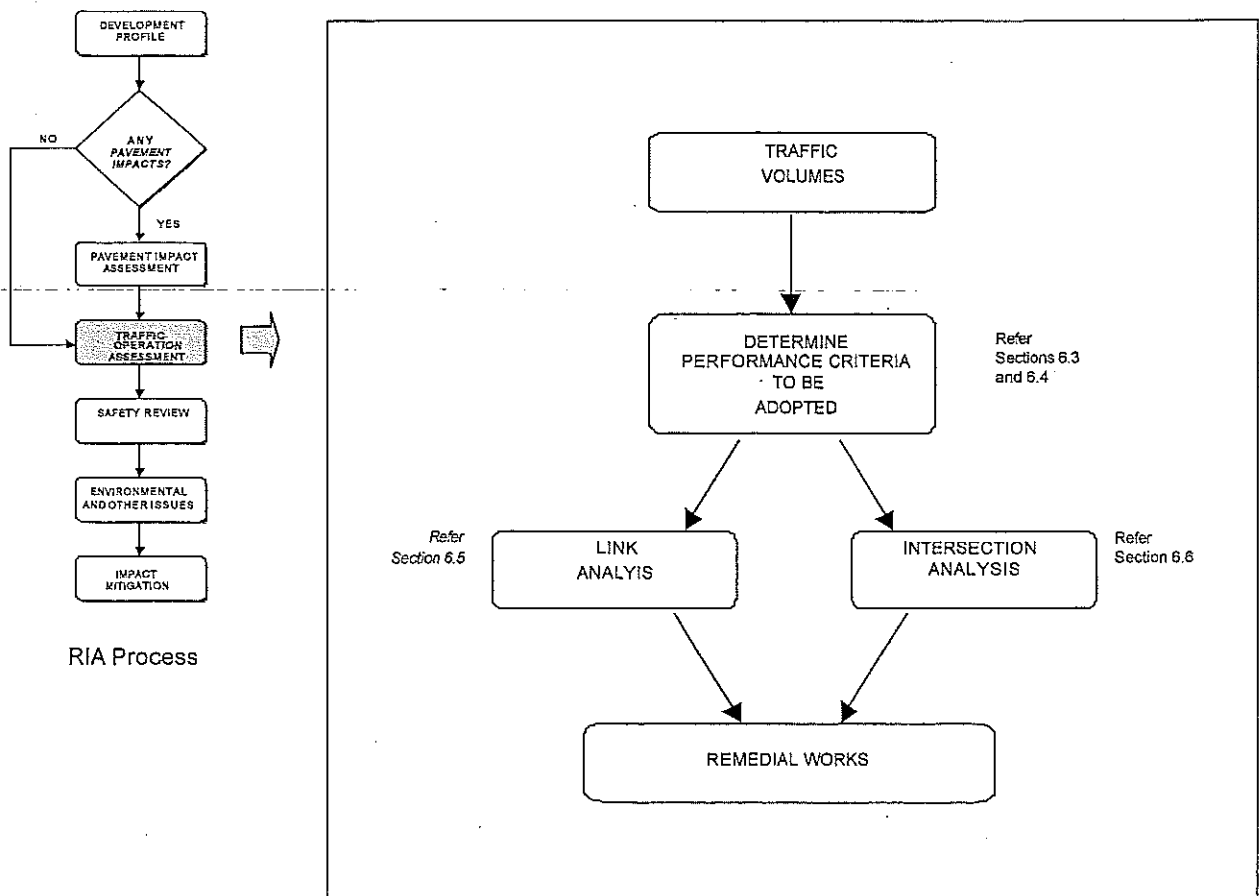 DEVELOPMENT
PROFILE
NO
ANY
PAVEMENT
IMPACTS?
YES
PAVEMENT IMPACT
ASSESSMENT
TRAFFIC
OPERATION
ASSESSMENT
SAFETY REVIEW
ENVIRONMENTAL
AND OTHER ISSUES
IMPACT
MITIGATION
RIA Process
TRAFFIC
VOLUMES
DETERMINE
PERFORMANCE CRITERIA
TO BE
ADOPTED
Refer
Sections 6.3
and 6.4
Refer
Section 6.5
LINK
ANALYIS
INTERSECTION
ANALYSIS
Refer
Section 6.6
REMEDIAL WORKS